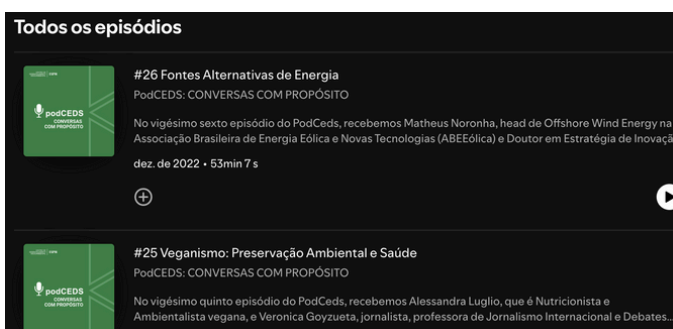 Todos os episódios
podCEDS
CONVERSAS
COM PROPÓSITO
#26 Fontes Alternativas de Energia
PodCEDS: CONVERSAS COM PROPÓSITO
No vigésimo sexto episódio do PodCeds, recebemos Matheus Noronha, head de Offshore Wind Energy na
Associação Brasileira de Energia Eólica e Novas Tecnologias (ABEEólica) e Doutor em Estratégia de Inovaçã
dez. de 2022 • 53min 7 s
podCEDS
CONVERSAS
COM PROPÓSITO
#25 Veganismo: Preservação Ambiental e Saúde
PodCEDS: CONVERSAS COM PROPÓSITO
No vigésimo quinto episódio do PodCeds, recebemos Alessandra Luglio, que é Nutricionista e
Ambientalista vegana, e Veronica Goyzueta, jornalista, professora de Jornalismo Internacional e Debates...